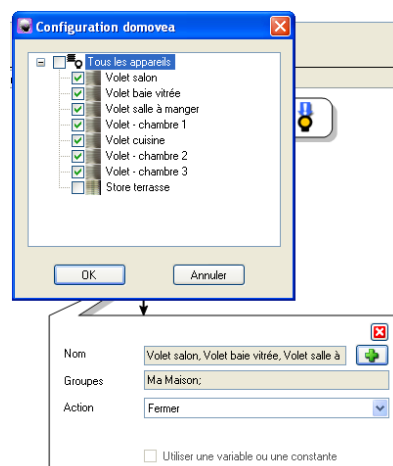 Configuration domovea
Tous les appareils
Volet salon
Volet baie vitrée
Volet salle à manger
Volet - chambre 1
Volet cuisine
Volet - chambre 2
Volet - chambre 3
Store terrasse
OK
Annuler
Nom
Volet salon, Volet baie vitrée, Volet salle à
Groupes
Ma Maison;
Action
Fermer
Utiliser une variable ou une constante